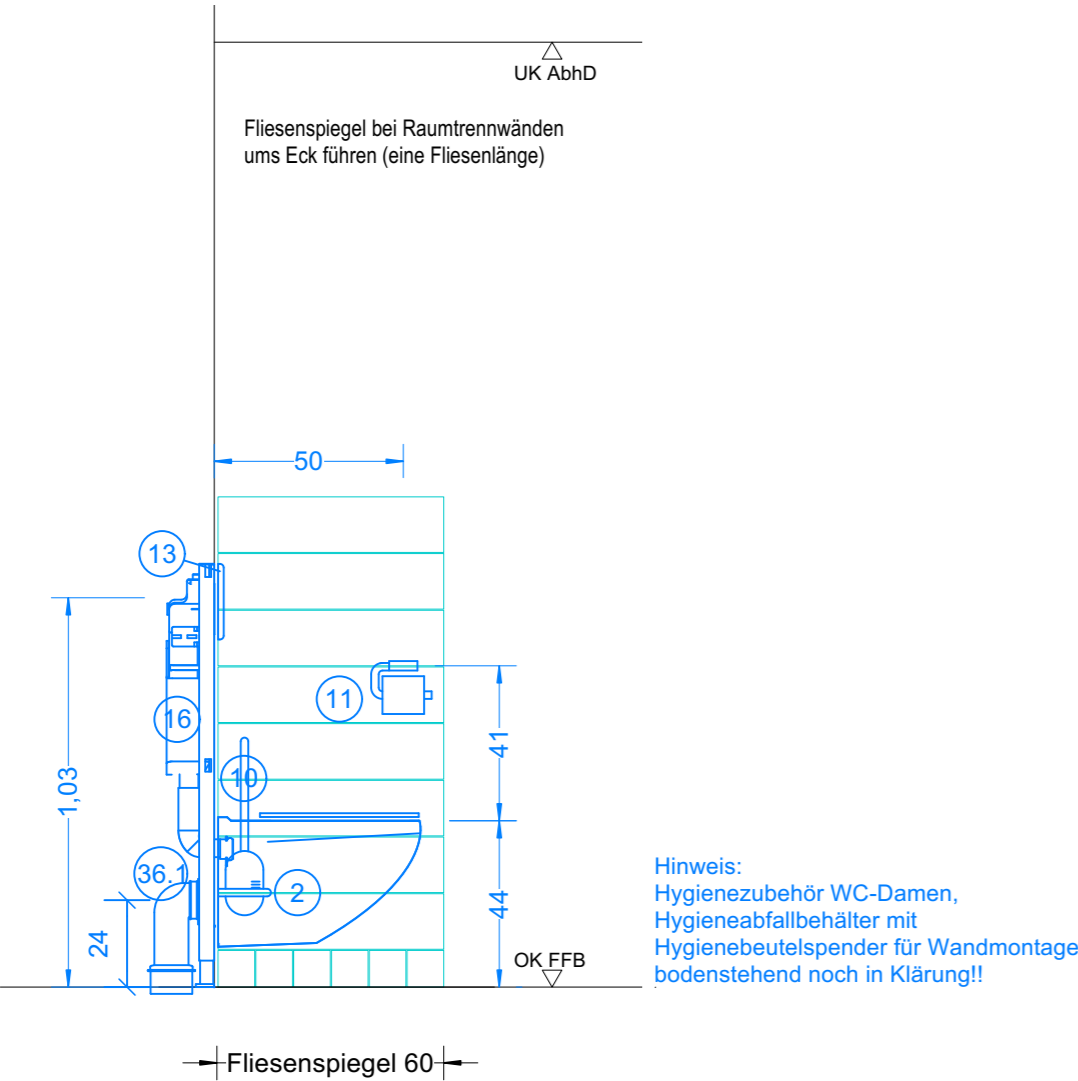 UK AbhD
Fliesenspiegel bei Raumtrennwänden
ums Eck führen (eine Fliesenlänge)
50
13
11
16
41
10
1,03
36.1
2
44
24
Hinweis:
Hygienezubehör WC-Damen,
Hygieneabfallbehälter mit
Hygienebeutelspender für Wandmontage
bodenstehend noch in Klärung!!
OK FFB
Fliesenspiegel 60